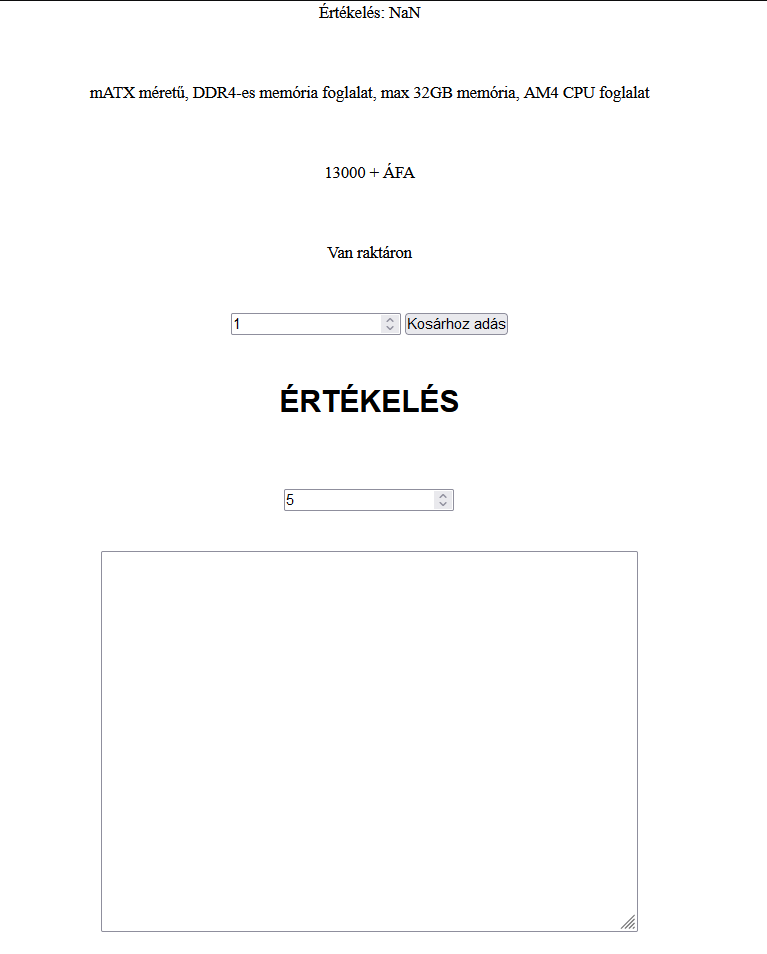 Értékelés: NaN
mATX méretű, DDR4-es memória foglalat, max 32GB memória, AM4 CPU foglalat
13000 + ÁFA
Van raktáron
1 Kosárhoz adás
ÉRTÉKELÉS
5